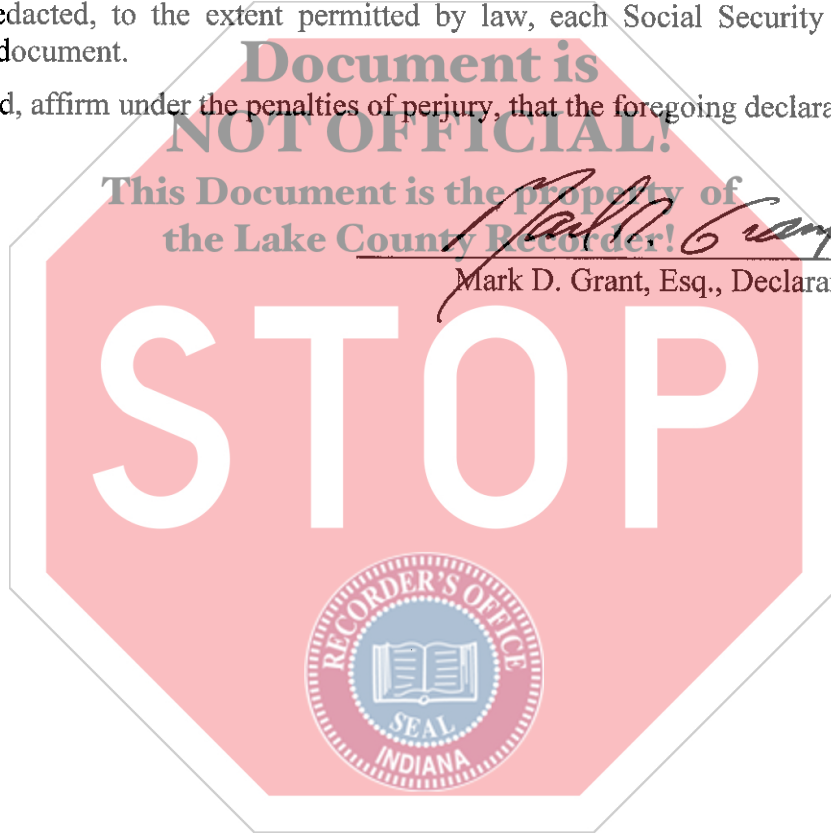 edacted, to the extent permitted by law, each Social Security
document.
Document is
d, affirm under the penalties of perjury, that the foregoing declara
NOT OFFICIAL!
This Document is the property of
the Lake County Recorder!
Mark D. Grant
Mark D. Grant, Esq., Declara
STOP
RECORDER'S OFFICE
SEAL
INDIANA